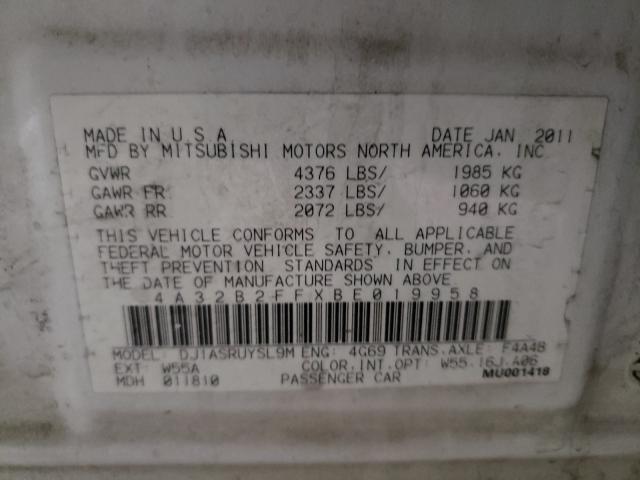 MADE IN U S A DATE JAN 2011
MFD BY MITSUBISHI MOTORS NORTH AMERICA, INC
GVWR 4376 LBS/ 1985 KG
GAWR FR 2337 LBS/ 1060 KG
GAWR RR 2072 LBS/ 940 KG
THIS VEHICLE CONFORMS TO ALL APPLICABLE
FEDERAL MOTOR VEHICLE SAFETY, BUMPER, AND
THEFT PREVENTION STANDARDS IN EFFECT ON
THE DATE OF MANUFACTURE SHOWN ABOVE
4A32B2FFXBE019958
MODEL: DJ1ASRUYSL9M ENG: 4G69 TRANS.AXLE: F4A4B
EXT: W55A COLOR,INT,OPT: W55,16J,A06
MDH 011810 PASSENGER CAR MU001418